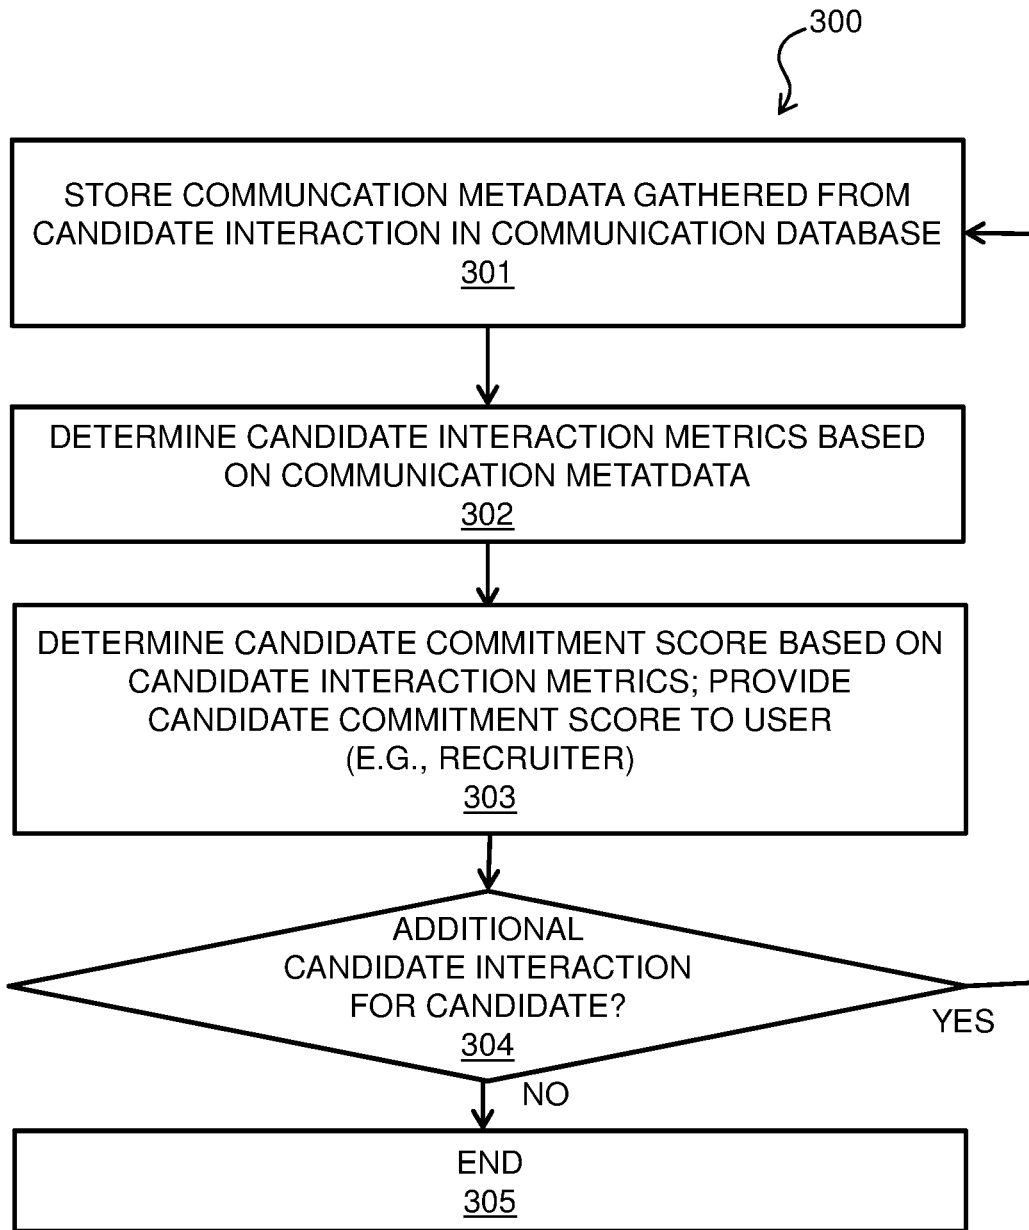 300
STORE COMMUNCATION METADATA GATHERED FROM
CANDIDATE INTERACTION IN COMMUNICATION DATABASE
301
DETERMINE CANDIDATE INTERACTION METRICS BASED
ON COMMUNICATION METATDATA
302
DETERMINE CANDIDATE COMMITMENT SCORE BASED ON
CANDIDATE INTERACTION METRICS; PROVIDE
CANDIDATE COMMITMENT SCORE TO USER
(E.G., RECRUITER)
303
ADDITIONAL
CANDIDATE INTERACTION
FOR CANDIDATE?
304
YES
NO
END
305